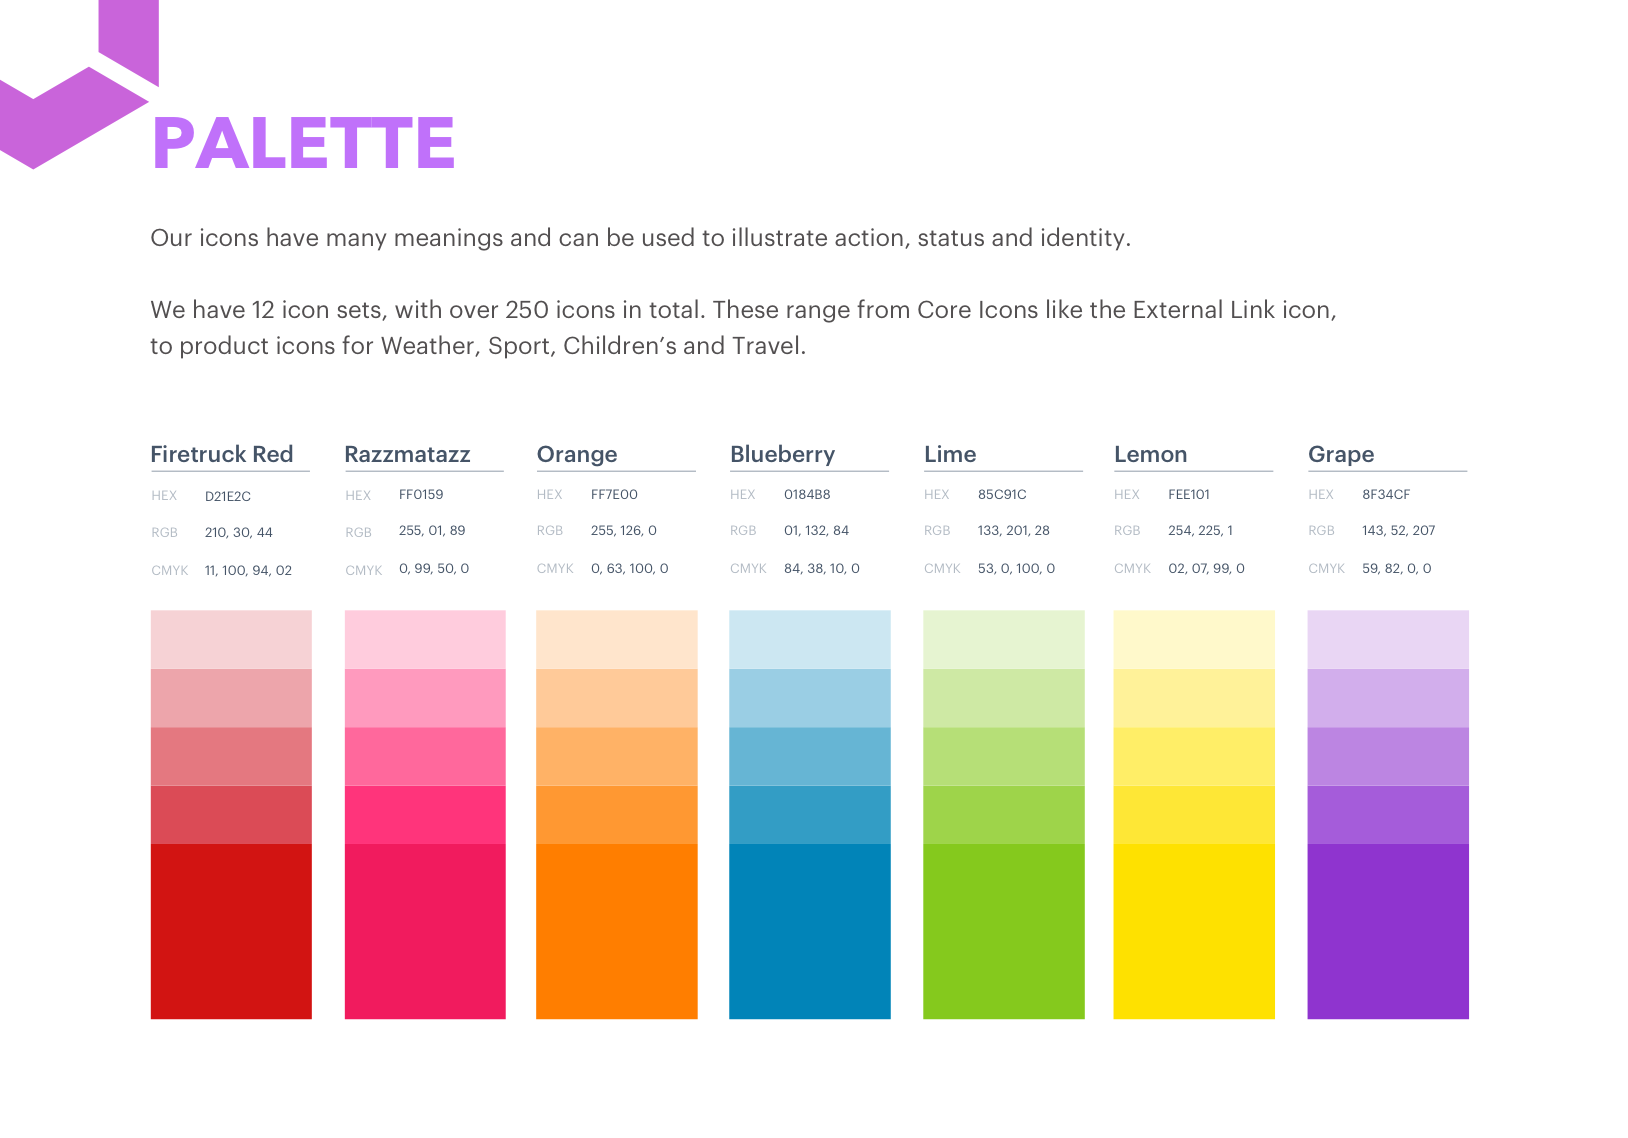 PALETTE
Our icons have many meanings and can be used to illustrate action, status and identity.
We have 12 icon sets, with over 250 icons in total. These range from Core Icons like the External Link icon,
to product icons for Weather, Sport, Children’s and Travel.
Firetruck Red
HEX D21E2C
RGB 210, 30, 44
CMYK 11, 100, 94, 02
Razzmatazz
HEX FF0159
RGB 255, 01, 89
CMYK 0, 99, 50, 0
Orange
HEX FF7E00
RGB 255, 126, 0
CMYK 0, 63, 100, 0
Blueberry
HEX 0184B8
RGB 01, 132, 84
CMYK 84, 38, 10, 0
Lime
HEX 85C91C
RGB 133, 201, 28
CMYK 53, 0, 100, 0
Lemon
HEX FEE101
RGB 254, 225, 1
CMYK 02, 07, 99, 0
Grape
HEX 8F34CF
RGB 143, 52, 207
CMYK 59, 82, 0, 0